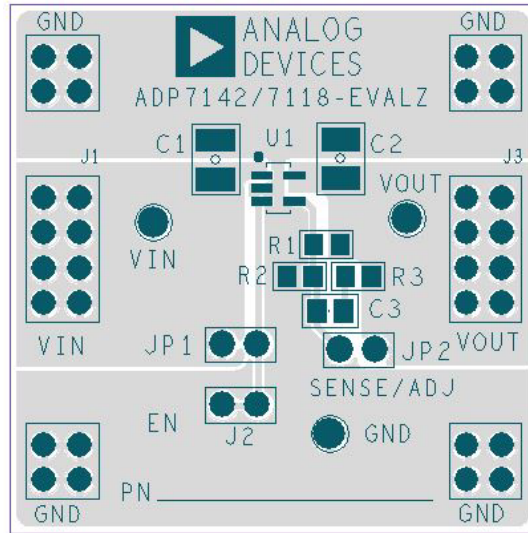 GND
ANALOG
GND
DEVICES
ADP7142/7118-EVALZ
C1
U1
C2
J1
J3
VOUT
VIN
R1
R2
R3
C3
VIN
JP1
JP2
VOUT
SENSE/ADJ
EN
J2
GND
PN
GND
GND